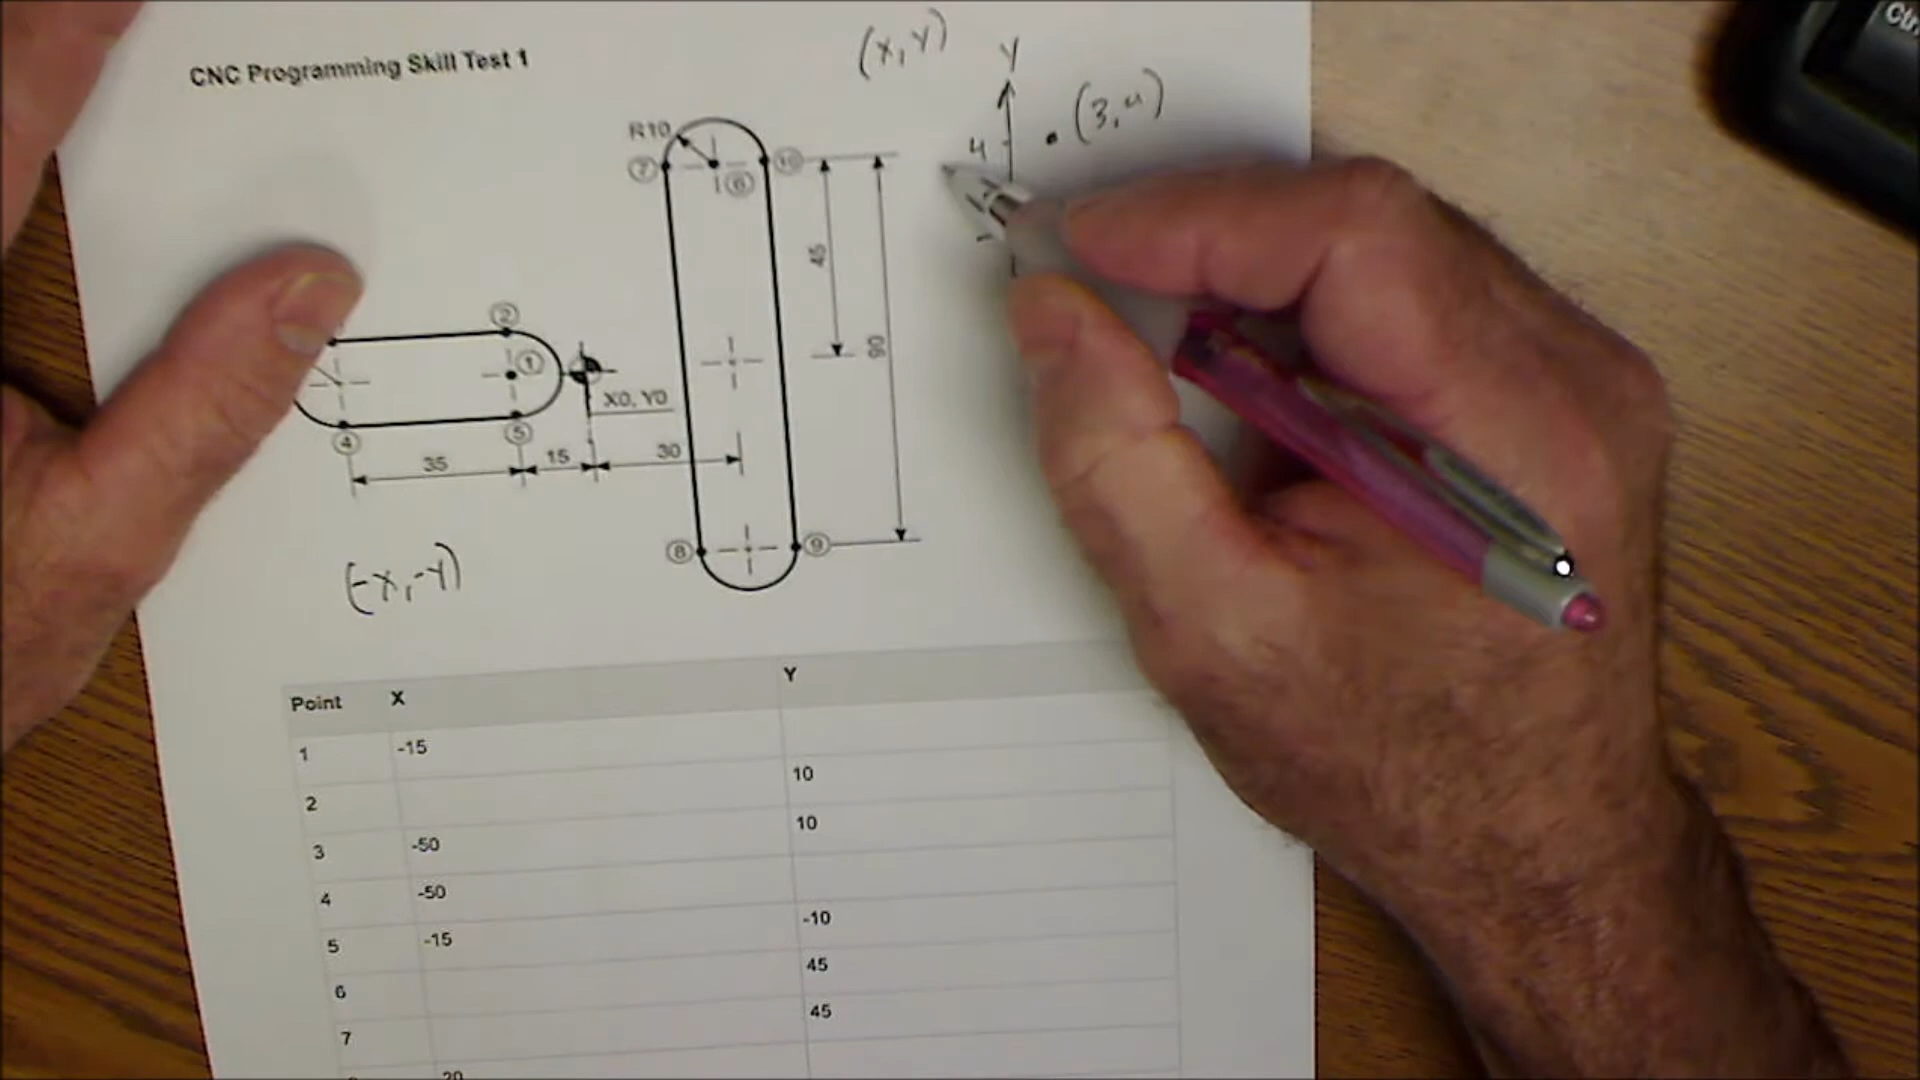 CNC Programming Skill Test 1
(X, Y)
Y
(3, 4)
4
R10
7
6
10
45
90
2
1
X0, Y0
4
5
35
15
30
8
9
(-X, -Y)
Point X Y
1 -15
2 10
3 -50 10
4 -50
5 -15 -10
6 45
7 45
20
Ctrl